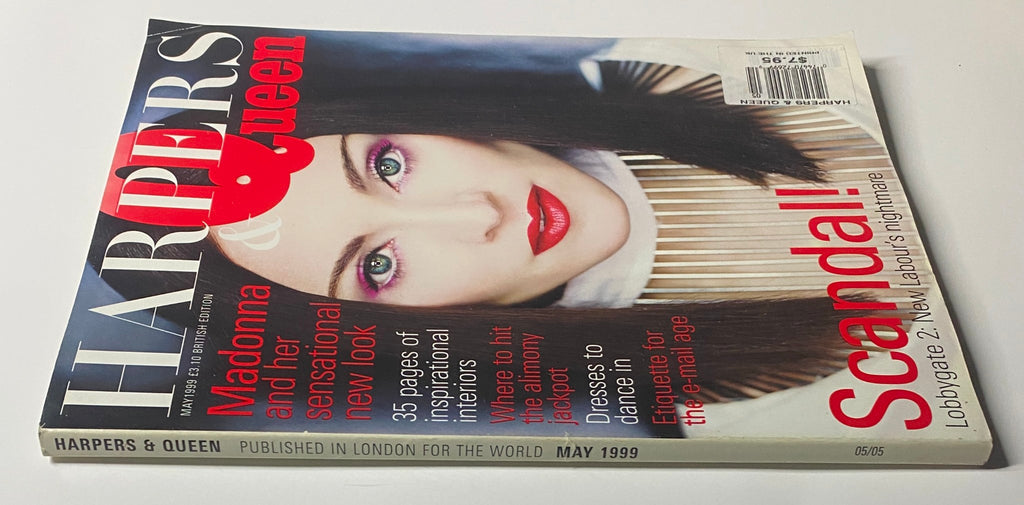 HARPERS
& Queen
MAY 1999 £3.10 BRITISH EDITION
Madonna
and her
sensational
new look
35 pages of
inspirational
interiors
Where to hit
the alimony
jackpot
Dresses to
dance in
Etiquette for
the e-mail age
Scandal!
Lobbygate 2: New Labour's nightmare
HARPERS & QUEEN
05
$7.95
PRINTED IN THE UK
HARPERS & QUEEN PUBLISHED IN LONDON FOR THE WORLD MAY 1999 05/05